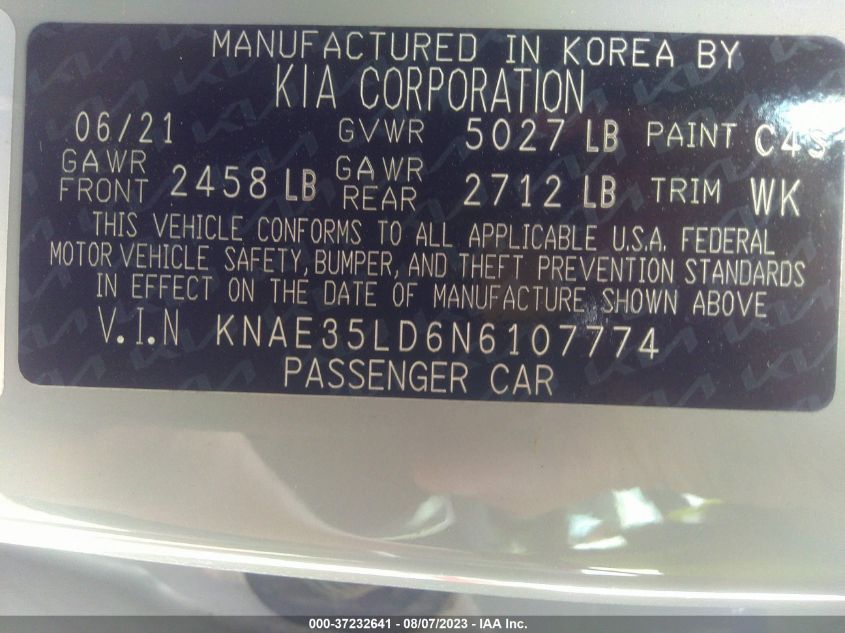 MANUFACTURED IN KOREA BY
KIA CORPORATION
06/21 GVWR 5027 LB PAINT C4S
GAWR FRONT 2458 LB GAWR REAR 2712 LB TRIM WK
THIS VEHICLE CONFORMS TO ALL APPLICABLE U.S.A. FEDERAL
MOTOR VEHICLE SAFETY, BUMPER, AND THEFT PREVENTION STANDARDS
IN EFFECT ON THE DATE OF MANUFACTURE SHOWN ABOVE
V.I.N KNAE35LD6N6107774
PASSENGER CAR
000-37232641 - 08/07/2023 - IAA Inc.